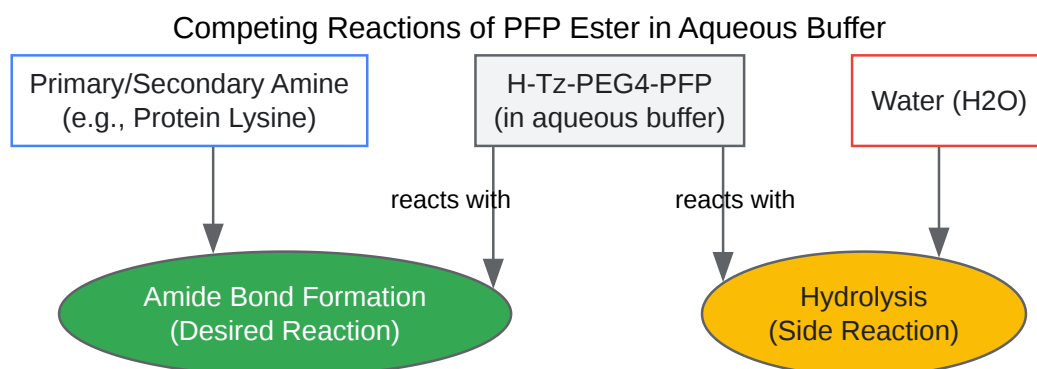 Competing Reactions of PFP Ester in Aqueous Buffer
Primary/Secondary Amine
(e.g., Protein Lysine)
H-Tz-PEG4-PFP
(in aqueous buffer)
Water (H2O)
reacts with
reacts with
Amide Bond Formation
(Desired Reaction)
Hydrolysis
(Side Reaction)